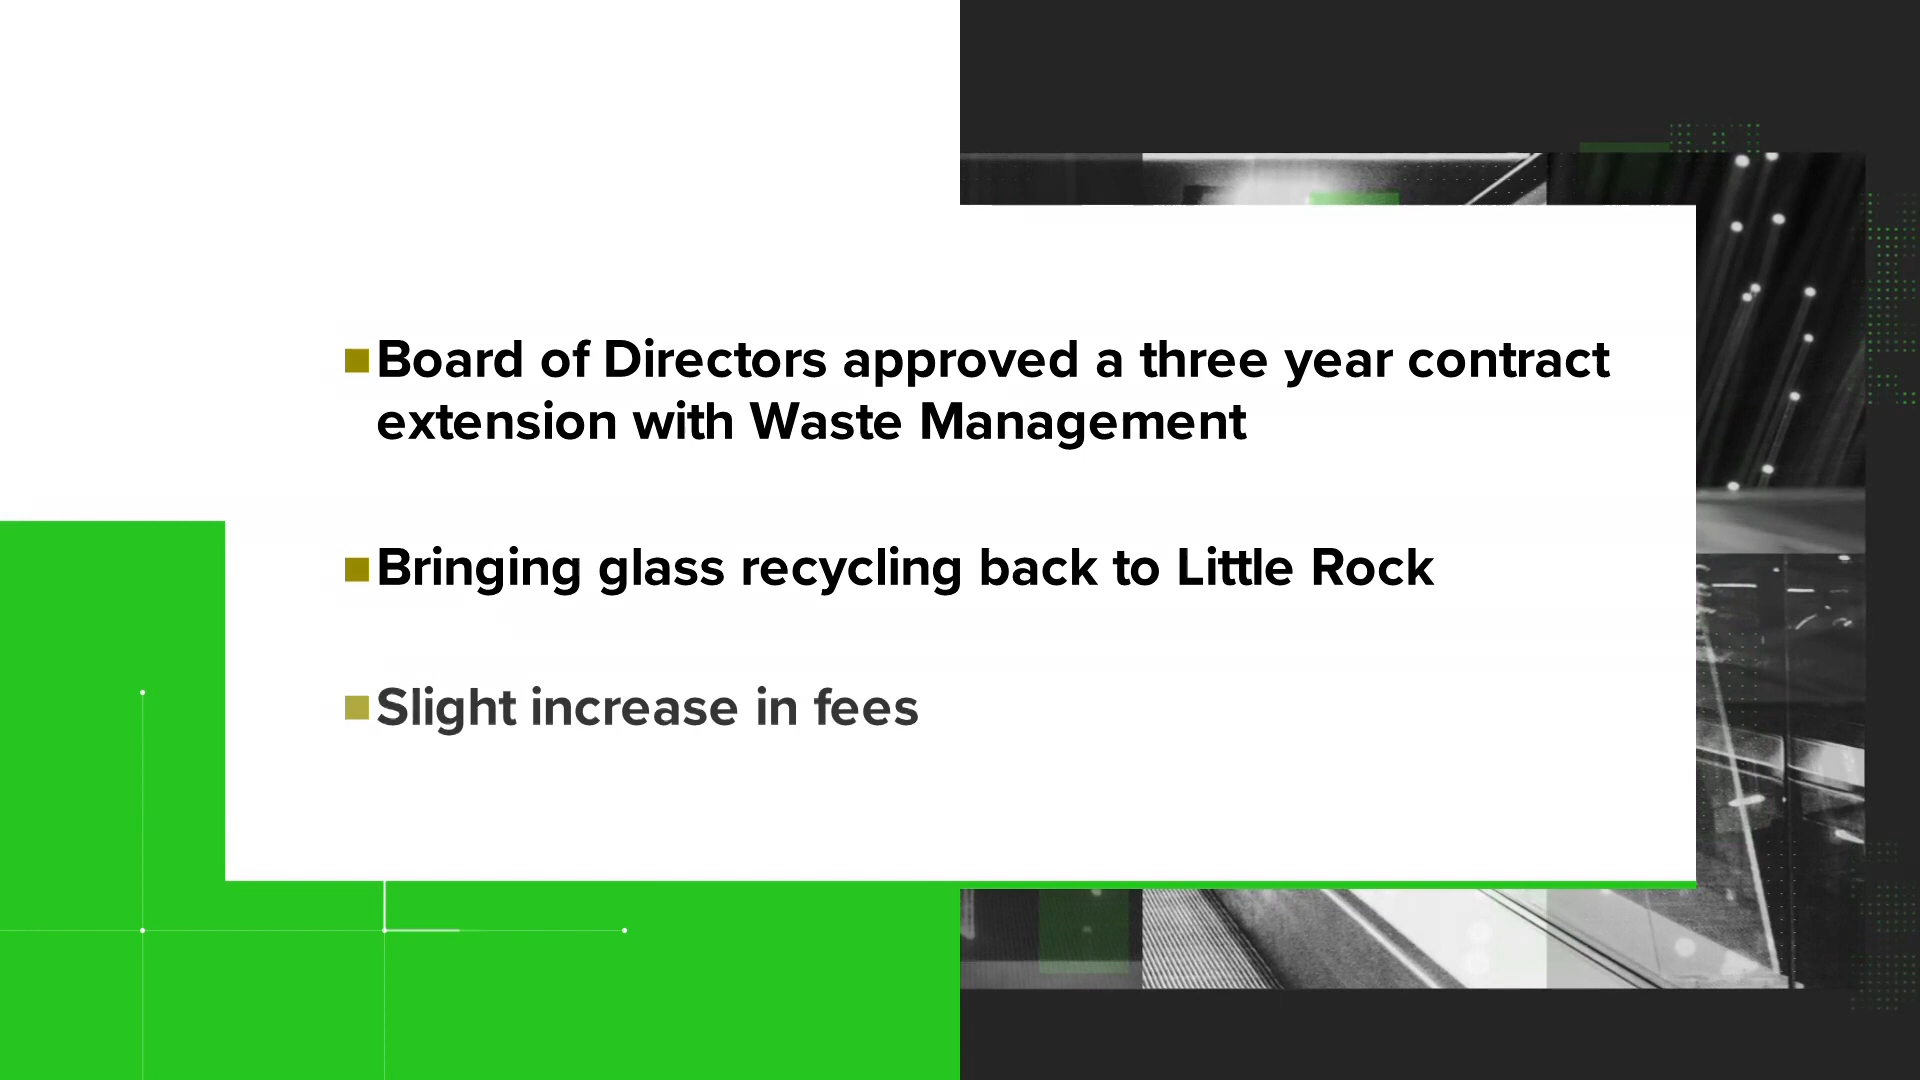 Board of Directors approved a three year contract
extension with Waste Management
Bringing glass recycling back to Little Rock
Slight increase in fees